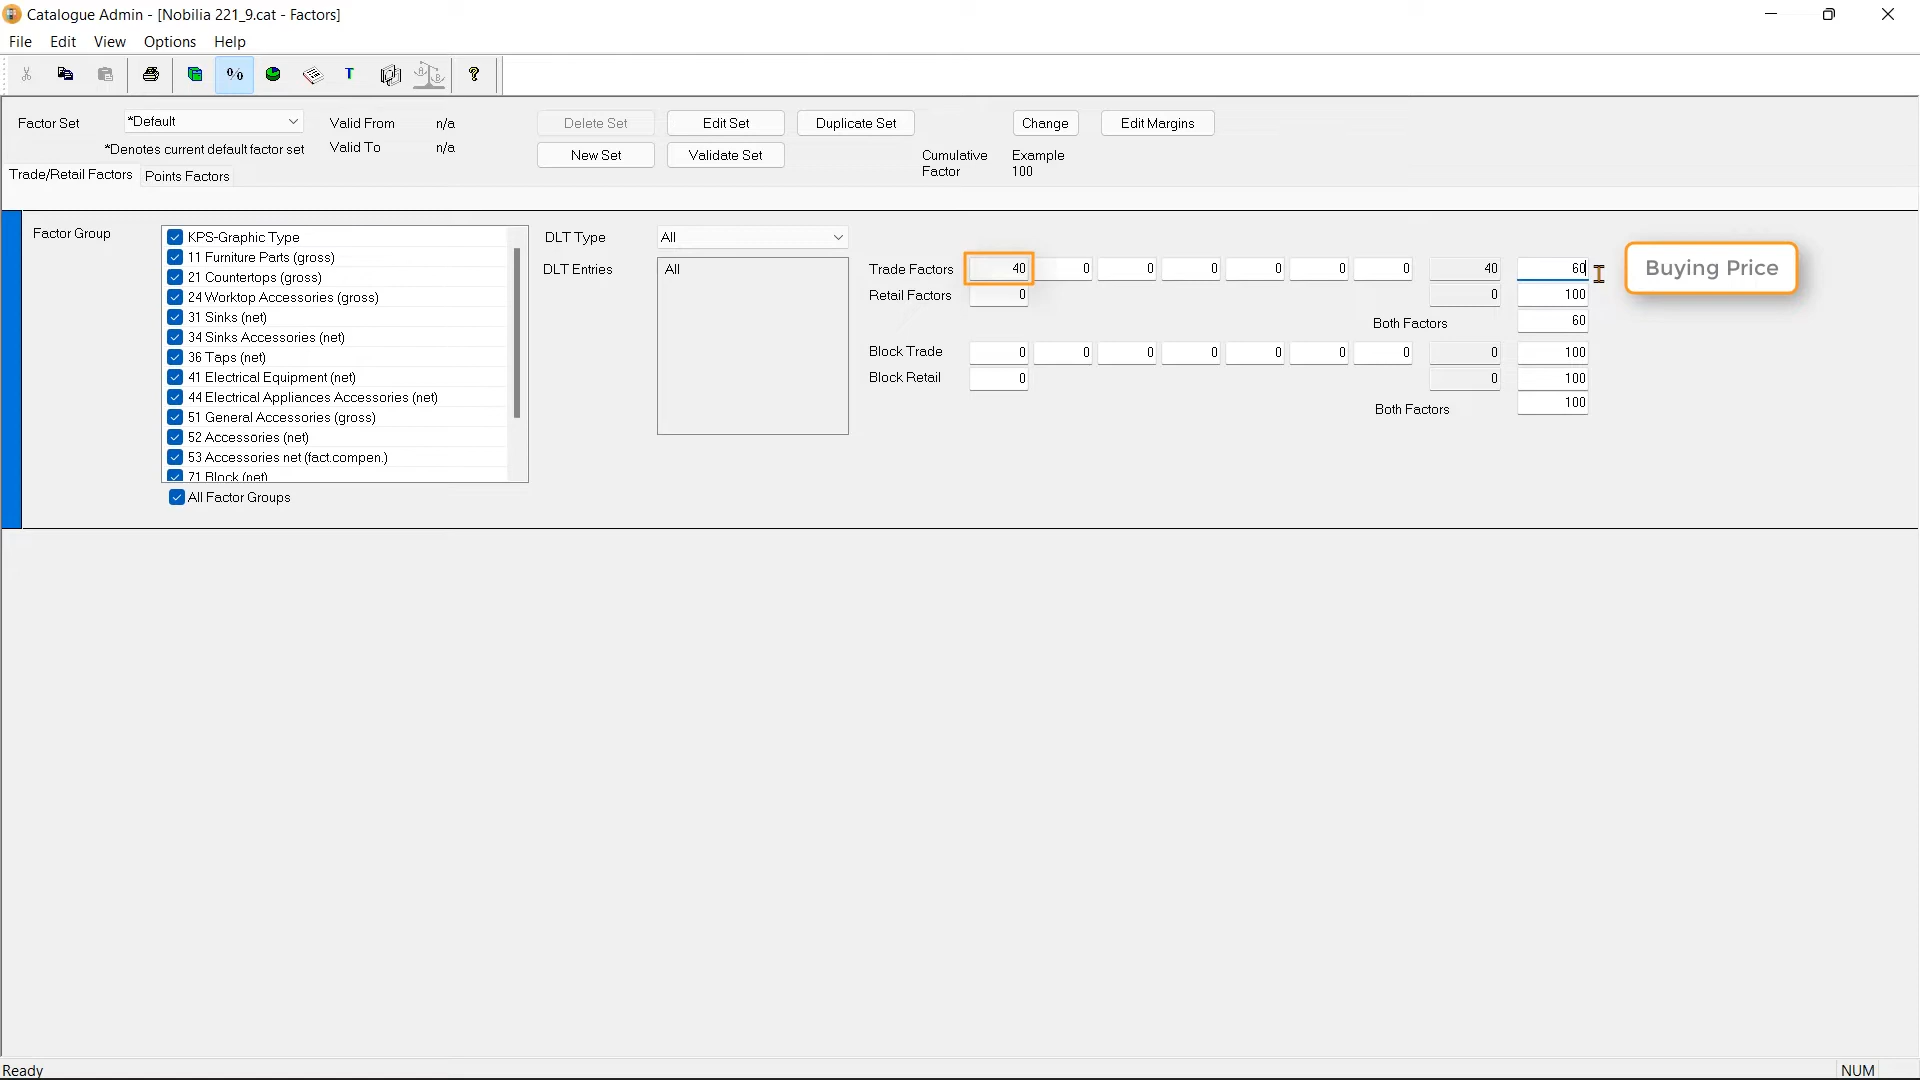 Catalogue Admin - [Nobilia 221_9.cat - Factors]
File Edit View Options Help
% T ?
Factor Set *Default Valid From n/a Delete Set Edit Set Duplicate Set Change Edit Margins
*Denotes current default factor set Valid To n/a New Set Validate Set Cumulative Factor Example 100
Trade/Retail Factors Points Factors
Factor Group
KPS-Graphic Type
11 Furniture Parts (gross)
21 Countertops (gross)
24 Worktop Accessories (gross)
31 Sinks (net)
34 Sinks Accessories (net)
36 Taps (net)
41 Electrical Equipment (net)
44 Electrical Appliances Accessories (net)
51 General Accessories (gross)
52 Accessories (net)
53 Accessories net (fact.compen.)
71 Block (net)
All Factor Groups
DLT Type All
DLT Entries All
Trade Factors 40 0 0 0 0 0 0 40 60
Buying Price
Retail Factors 0 0 100
Both Factors 60
Block Trade 0 0 0 0 0 0 0 0 100
Block Retail 0 0 100
Both Factors 100
Ready NUM